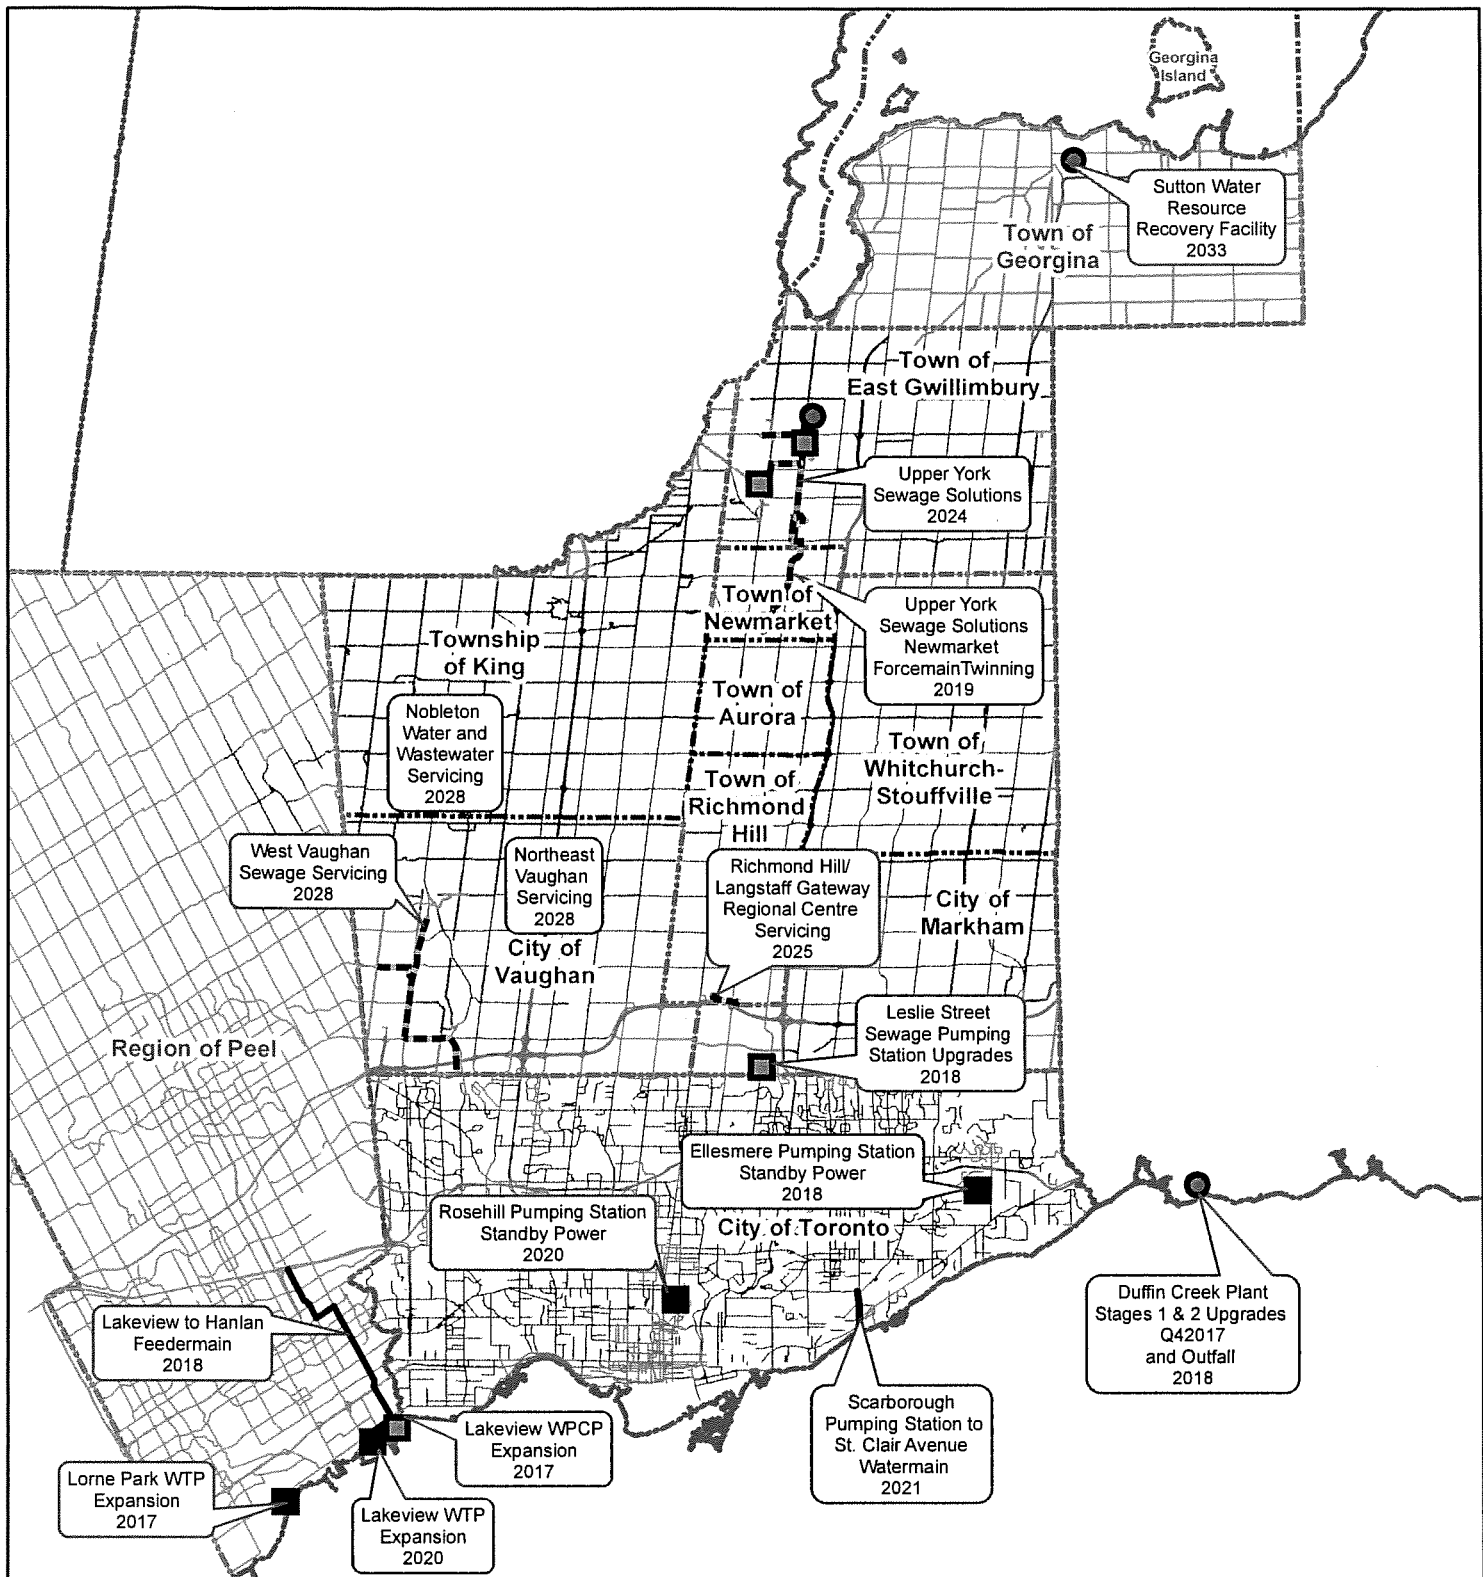 Georgina
Island
Sutton Water
Resource
Recovery Facility
2033
Town of
Georgina
Town of
East Gwillimbury
Upper York
Sewage Solutions
2024
Town of
Newmarket
Upper York
Sewage Solutions
Newmarket
ForcemainTwinning
2019
Township
of King
Town of
Aurora
Nobleton
Water and
Wastewater
Servicing
2028
Town of
Whitchurch-
Stouffville
Town of
Richmond
Hill
West Vaughan
Sewage Servicing
2028
Northeast
Vaughan
Servicing
2028
Richmond Hill/
Langstaff Gateway
Regional Centre
Servicing
2025
City of
Markham
City of
Vaughan
Leslie Street
Sewage Pumping
Station Upgrades
2018
Region of Peel
Ellesmere Pumping Station
Standby Power
2018
Rosehill Pumping Station
Standby Power
2020
City of Toronto
Duffin Creek Plant
Stages 1 & 2 Upgrades
Q42017
and Outfall
2018
Lakeview to Hanlan
Feedermain
2018
Scarborough
Pumping Station to
St. Clair Avenue
Watermain
2021
Lakeview WPCP
Expansion
2017
Lorne Park WTP
Expansion
2017
Lakeview WTP
Expansion
2020